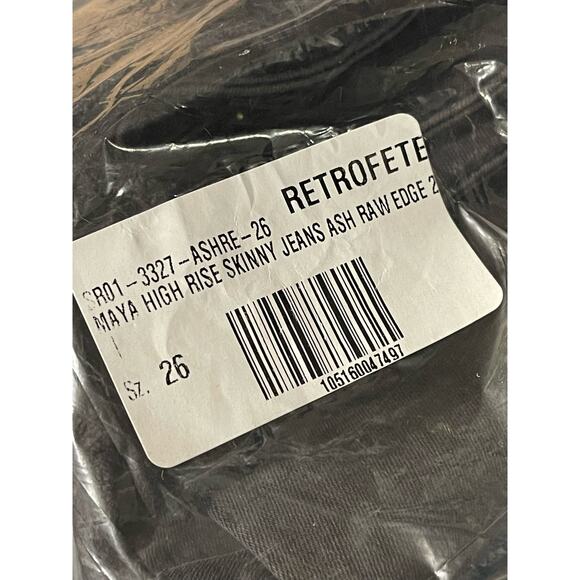 RETROFETE
SR01-3327-ASHRE-26
MAYA HIGH RISE SKINNY JEANS ASH RAW EDGE 2
Sz. 26
105160047497